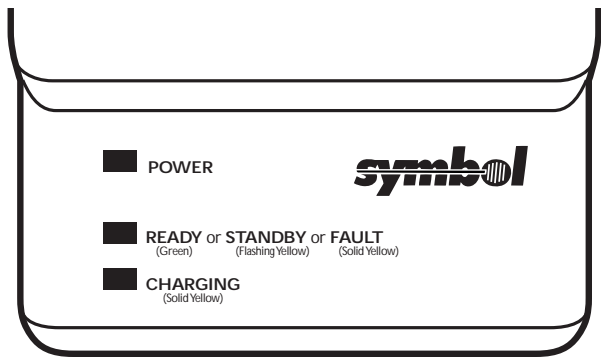 POWER
symbol
READY or STANDBY or FAULT
(Green) (Flashing Yellow) (Solid Yellow)
CHARGING
(Solid Yellow)